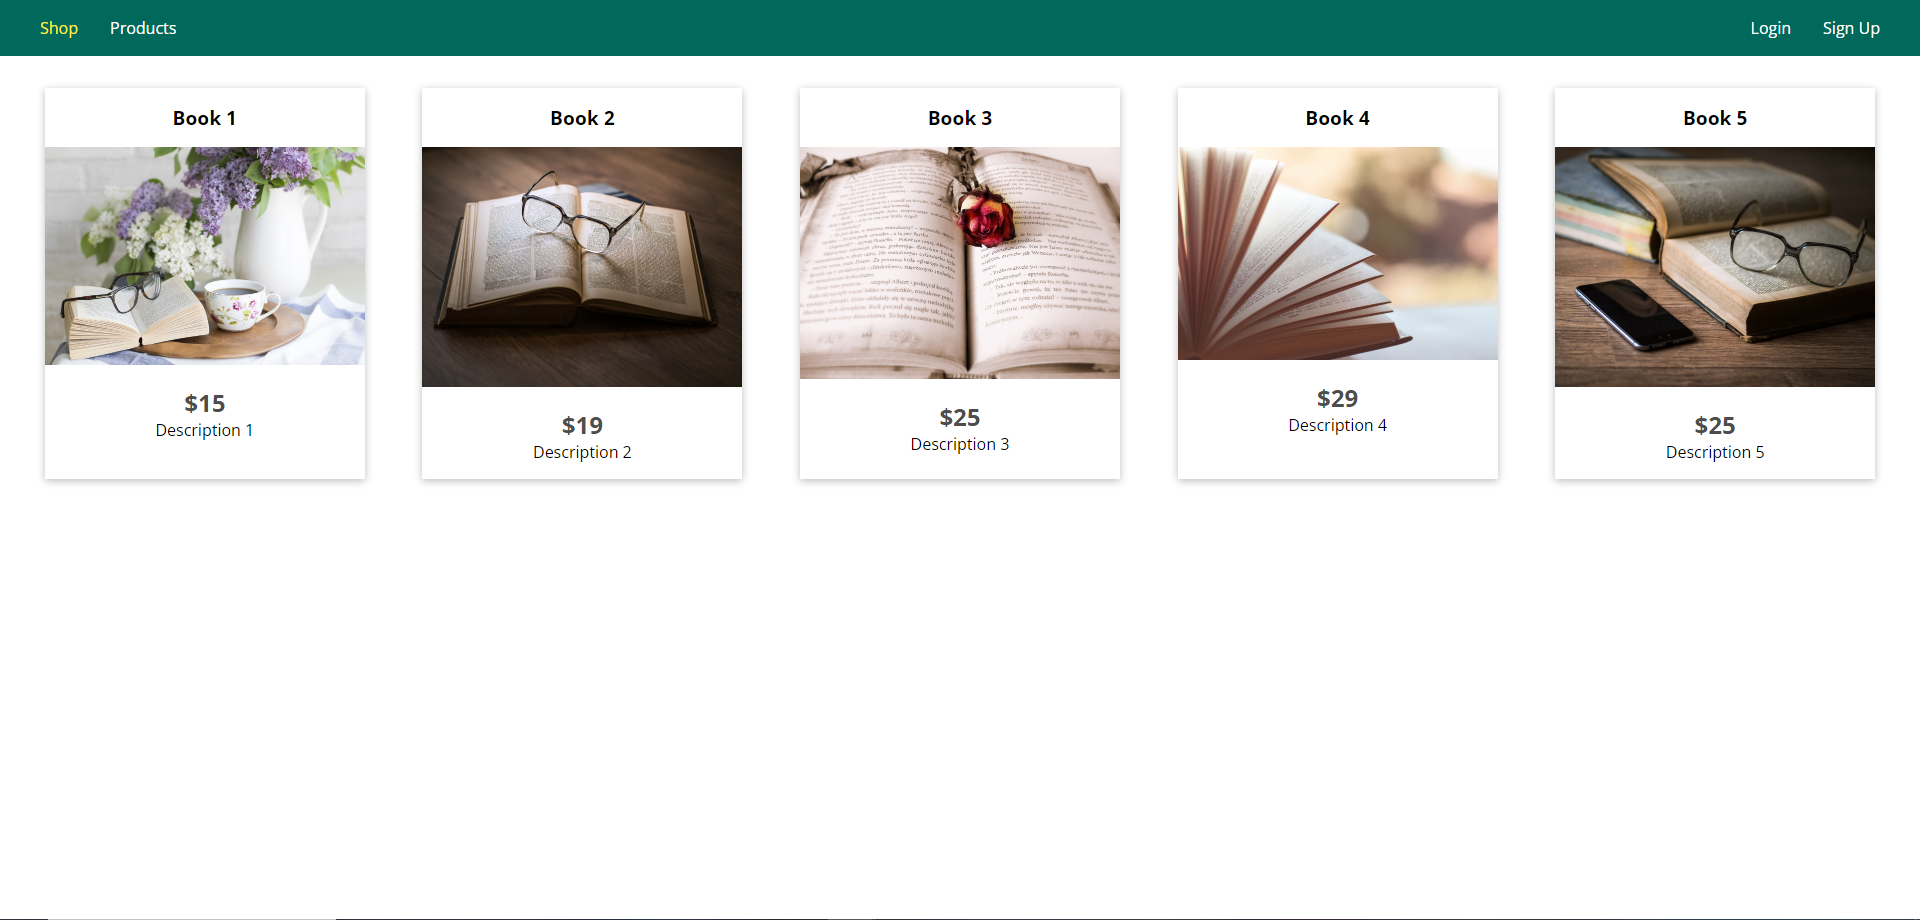 Shop Products Login Sign Up
Book 1
$15
Description 1
Book 2
$19
Description 2
Book 3
$25
Description 3
Book 4
$29
Description 4
Book 5
$25
Description 5